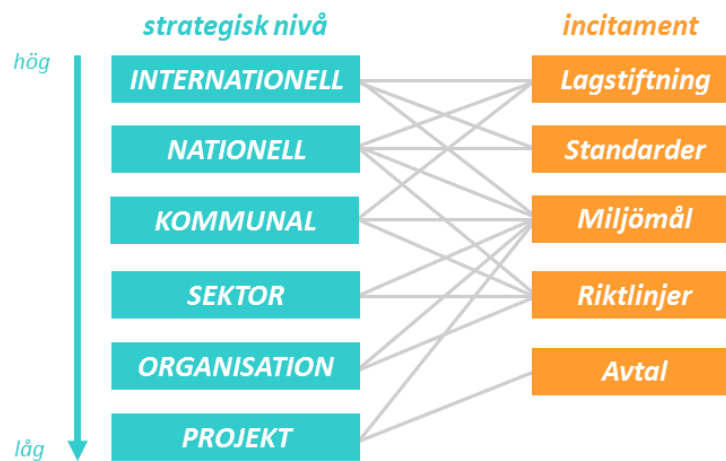 strategisk nivå
incitament
hög
INTERNATIONELL
Lagstiftning
NATIONELL
Standarder
KOMMUNAL
Miljömål
SEKTOR
Riktlinjer
ORGANISATION
Avtal
PROJEKT
låg